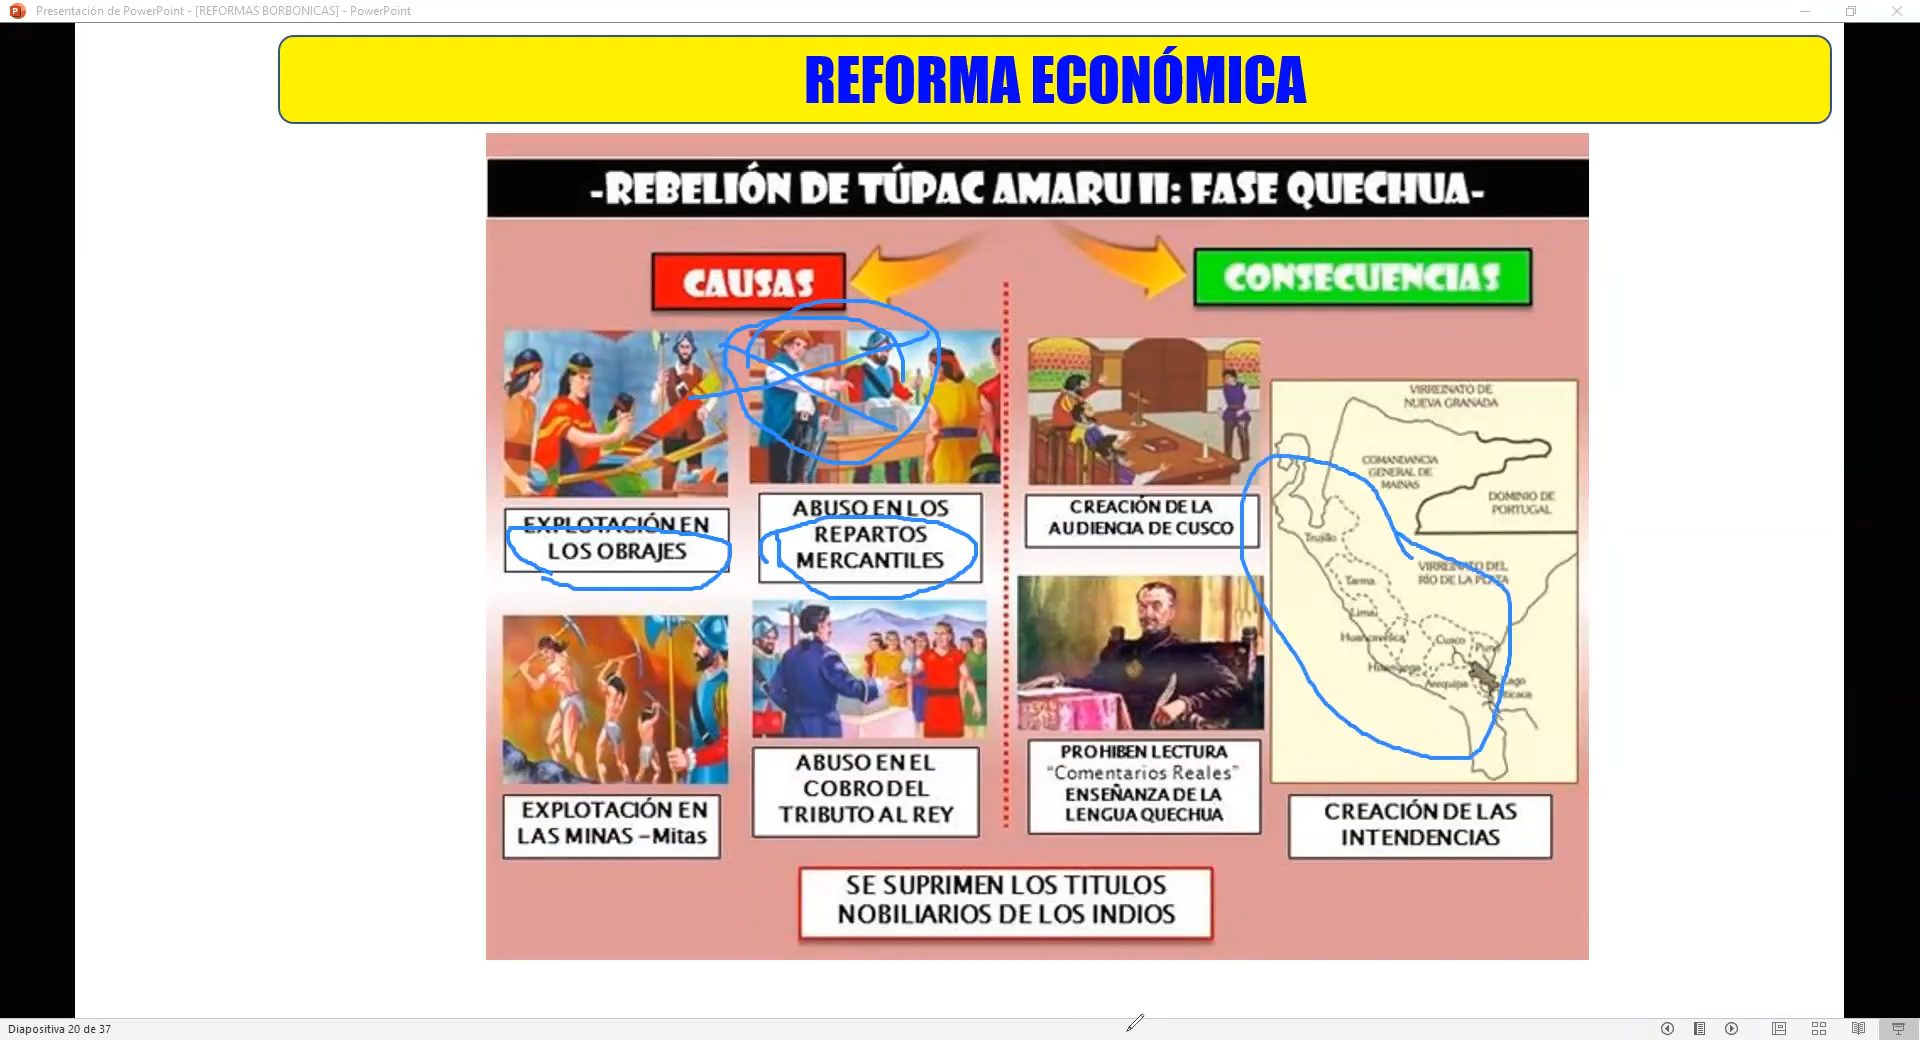 Presentación de PowerPoint - [REFORMAS BORBONICAS] - PowerPoint
REFORMA ECONÓMICA
-REBELIÓN DE TÚPAC AMARU II: FASE QUECHUA-
CAUSAS
CONSECUENCIAS
EXPLOTACIÓN EN
LOS OBRAJES
ABUSO EN LOS
REPARTOS
MERCANTILES
EXPLOTACIÓN EN
LAS MINAS -Mitas
ABUSO EN EL
COBRO DEL
TRIBUTO AL REY
CREACIÓN DE LA
AUDIENCIA DE CUSCO
PROHIBEN LECTURA
"Comentarios Reales"
ENSEÑANZA DE LA
LENGUA QUECHUA
VIRREINATO DE
NUEVA GRANADA
COMANDANCIA
GENERAL DE
MAINAS
DOMINIO DE
PORTUGAL
Trujillo
VIRREINATO DEL
RÍO DE LA PLATA
Tarma
Lima
Huancavelica
Cusco
Puno
Huamanga
Arequipa
Lago
Titicaca
CREACIÓN DE LAS
INTENDENCIAS
SE SUPRIMEN LOS TITULOS
NOBILIARIOS DE LOS INDIOS
Diapositiva 20 de 37